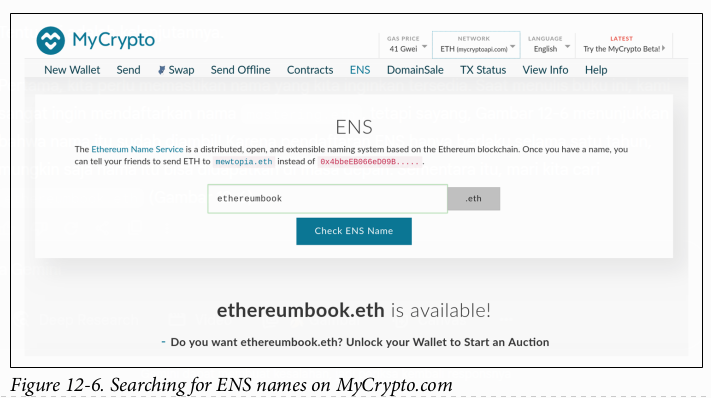 MyCrypto
GAS PRICE
41 Gwei
NETWORK
ETH (mycryptoapi.com)
LANGUAGE
English
LATEST
Try the MyCrypto Beta!
New Wallet Send Swap Send Offline Contracts ENS DomainSale TX Status View Info Help
ENS
The Ethereum Name Service is a distributed, open, and extensible naming system based on the Ethereum blockchain. Once you have a name, you
can tell your friends to send ETH to mewtopia.eth instead of 0x4bbeEB066eD09B......
ethereumbook .eth
Check ENS Name
ethereumbook.eth is available!
- Do you want ethereumbook.eth? Unlock your Wallet to Start an Auction
Figure 12-6. Searching for ENS names on MyCrypto.com